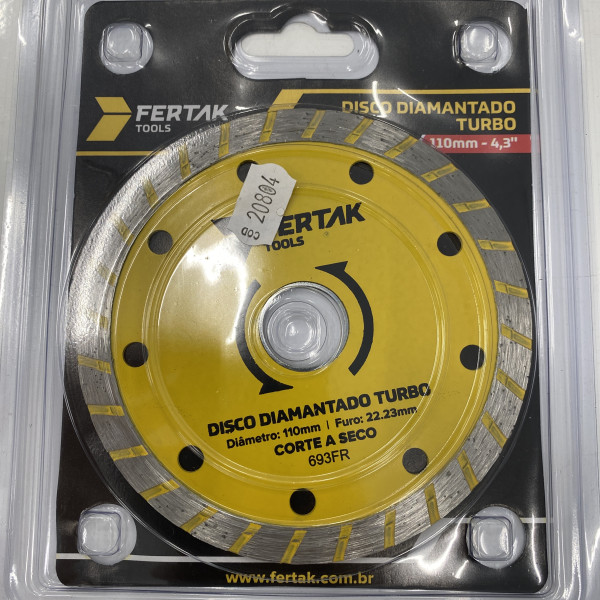 FERTAK
TOOLS
DISCO DIAMANTADO
TURBO
110mm - 4,3"
COD 20804
FERTAK
TOOLS
DISCO DIAMANTADO TURBO
Diâmetro: 110mm | Furo: 22.23mm
CORTE A SECO
693FR
www.fertak.com.br